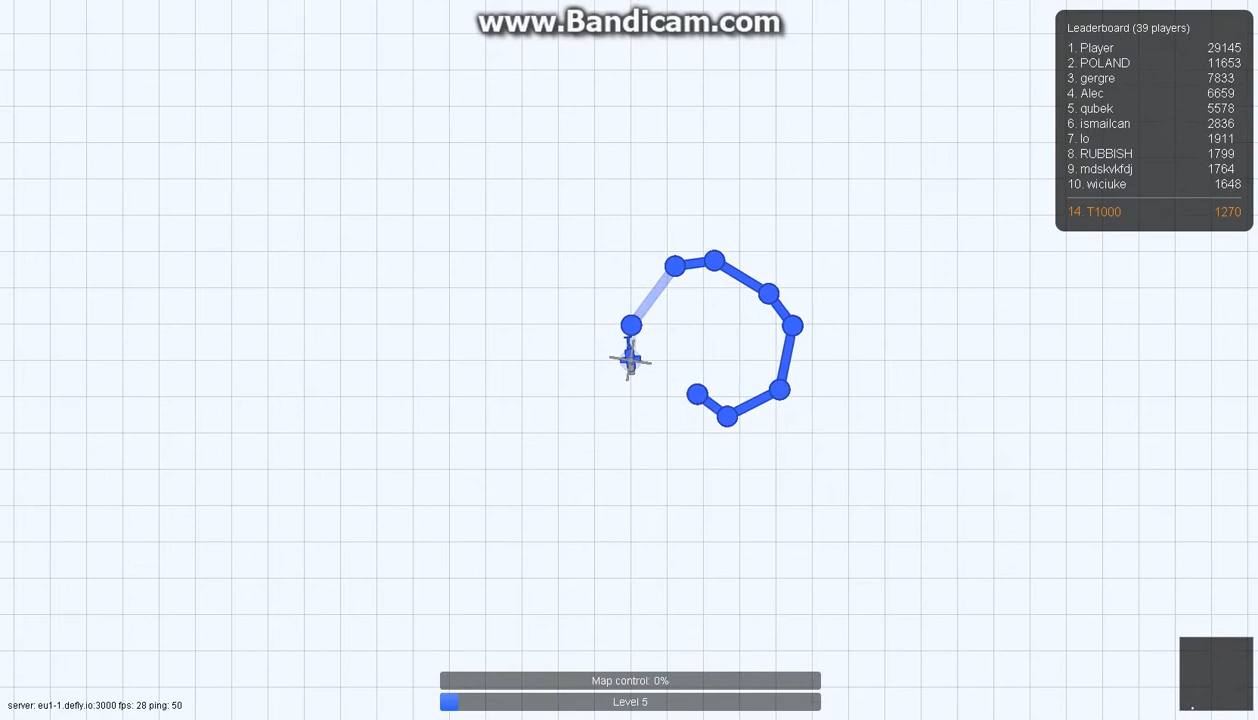 www.Bandicam.com
Leaderboard (39 players)
1. Player 29145
2. POLAND 11653
3. gergre 7833
4. Alec 6659
5. qubek 5578
6. ismailcan 2836
7. lo 1911
8. RUBBISH 1799
9. mdskvkfdj 1764
10. wiciuke 1648
14. T1000 1270
Map control: 0%
Level 5
server: eu1-1.defly.io:3000 fps: 28 ping: 50